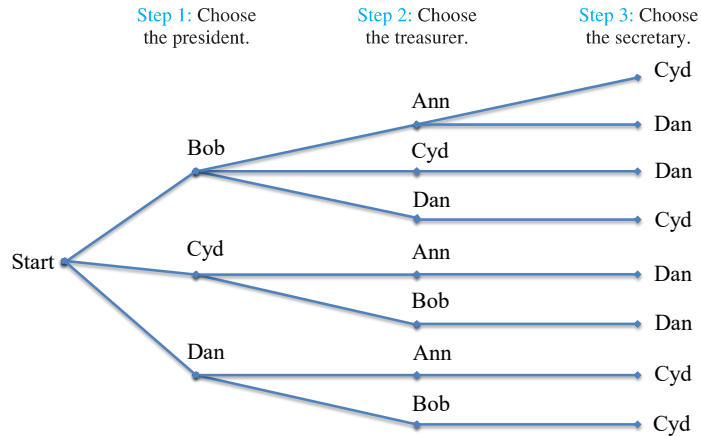 Step 1: Choose
the president.
Step 2: Choose
the treasurer.
Step 3: Choose
the secretary.
Cyd
Ann
Dan
Bob
Cyd
Dan
Dan
Cyd
Cyd
Ann
Start
Dan
Bob
Dan
Dan
Ann
Cyd
Bob
Cyd